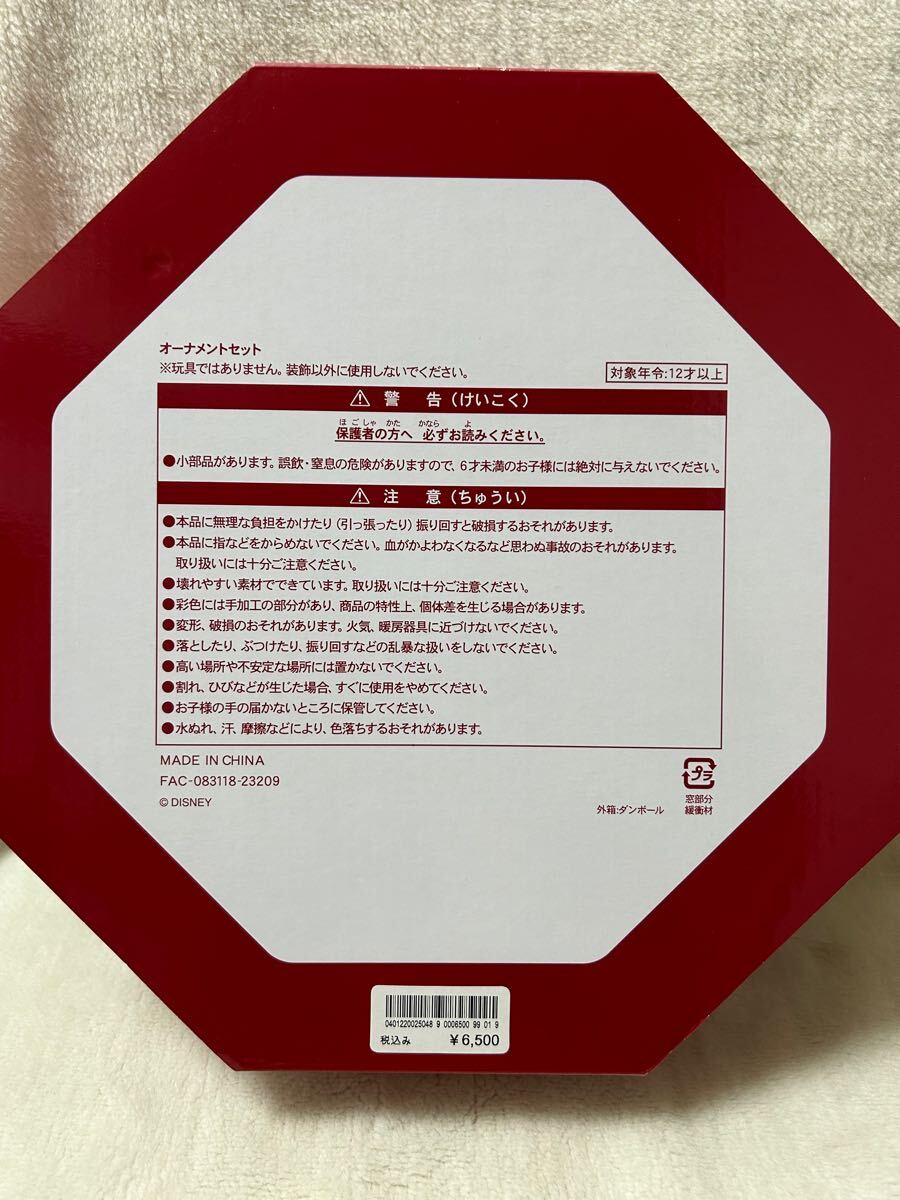 オーナメントセット
※玩具ではありません。装飾以外に使用しないでください。
対象年令:12才以上
⚠ 警 告（けいこく）
ほごしゃ かた かなら よ
保護者の方へ 必ずお読みください。
●小部品があります。誤飲・窒息の危険がありますので、6才未満のお子様には絶対に与えないでください。
⚠ 注 意（ちゅうい）
●本品に無理な負担をかけたり（引っ張ったり）振り回すと破損するおそれがあります。
●本品に指などをからめないでください。血がかよわなくなるなど思わぬ事故のおそれがあります。
取り扱いには十分ご注意ください。
●壊れやすい素材でできています。取り扱いには十分ご注意ください。
●彩色には手加工の部分があり、商品の特性上、個体差を生じる場合があります。
●変形、破損のおそれがあります。火気、暖房器具に近づけないでください。
●落としたり、ぶつけたり、振り回すなどの乱暴な扱いをしないでください。
●高い場所や不安定な場所には置かないでください。
●割れ、ひびなどが生じた場合、すぐに使用をやめてください。
●お子様の手の届かないところに保管してください。
●水ぬれ、汗、摩擦などにより、色落ちするおそれがあります。
MADE IN CHINA
FAC-083118-23209
© DISNEY
プラ
外箱:ダンボール
窓部分
緩衝材
0401220025048 9 0006500 99 01 9
税込み ¥6,500